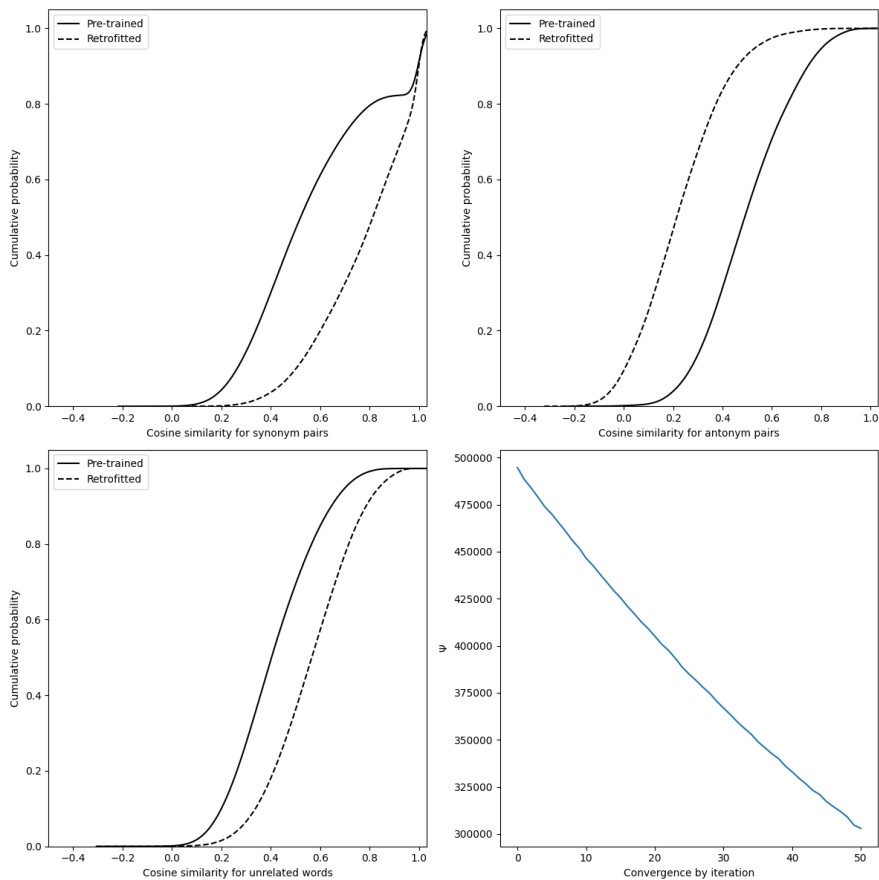 Pre-trained
Retrofitted
Cumulative probability
1.0
0.8
0.6
0.4
0.2
0.0
−0.4 −0.2 0.0 0.2 0.4 0.6 0.8 1.0
Cosine similarity for synonym pairs
Pre-trained
Retrofitted
Cumulative probability
1.0
0.8
0.6
0.4
0.2
0.0
−0.4 −0.2 0.0 0.2 0.4 0.6 0.8 1.0
Cosine similarity for antonym pairs
Pre-trained
Retrofitted
Cumulative probability
1.0
0.8
0.6
0.4
0.2
0.0
−0.4 −0.2 0.0 0.2 0.4 0.6 0.8 1.0
Cosine similarity for unrelated words
Ψ
500000
475000
450000
425000
400000
375000
350000
325000
300000
0 10 20 30 40 50
Convergence by iteration